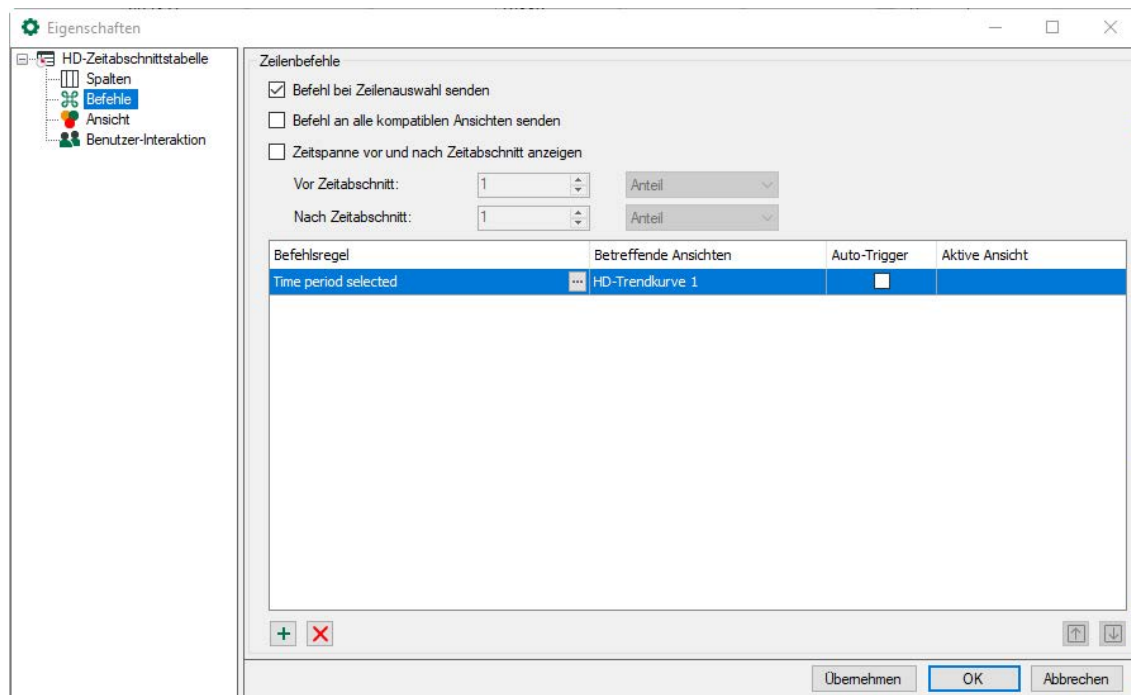 Eigenschaften
HD-Zeitabschnittstabelle
Spalten
Befehle
Ansicht
Benutzer-Interaktion
Zeilenbefehle
Befehl bei Zeilenauswahl senden
Befehl an alle kompatiblen Ansichten senden
Zeitspanne vor und nach Zeitabschnitt anzeigen
Vor Zeitabschnitt: 1 Anteil
Nach Zeitabschnitt: 1 Anteil
Befehlsregel Betreffende Ansichten Auto-Trigger Aktive Ansicht
Time period selected ... HD-Trendkurve 1
Übernehmen OK Abbrechen